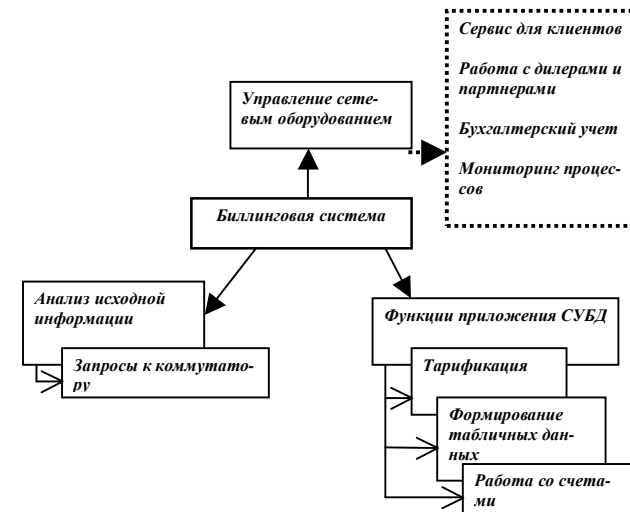 Сервис для клиентов
Работа с дилерами и
партнерами
Бухгалтерский учет
Мониторинг процес-
сов
Управление сете-
вым оборудованием
Биллинговая система
Анализ исходной
информации
Запросы к коммутато-
ру
Функции приложения СУБД
Тарификация
Формирование
табличных дан-
ных
Работа со счета-
ми